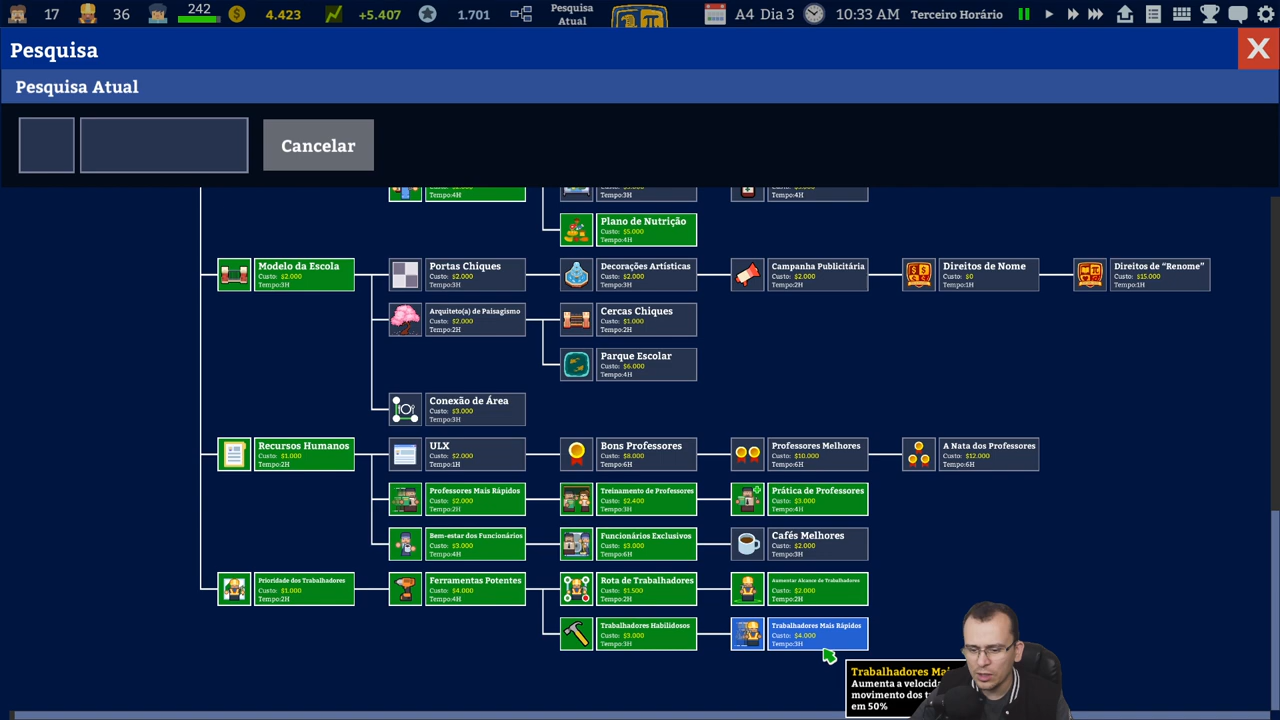 17
36
242
4.423
+5.407
1.701
Pesquisa
Atual
A4 Dia 3
10:33 AM
Terceiro Horário
Pesquisa
X
Pesquisa Atual
Cancelar
Tempo:4H
Tempo:3H
Tempo:4H
Plano de Nutrição
Custo: $5.000
Tempo:4H
Modelo da Escola
Custo: $2.000
Tempo:3H
Portas Chiques
Custo: $2.000
Tempo:3H
Decorações Artísticas
Custo: $2.000
Tempo:3H
Campanha Publicitária
Custo: $2.000
Tempo:2H
Direitos de Nome
Custo: $0
Tempo:1H
Direitos de “Renome”
Custo: $15.000
Tempo:1H
Arquiteto(a) de Paisagismo
Custo: $2.000
Tempo:3H
Cercas Chiques
Custo: $1.000
Tempo:2H
Parque Escolar
Custo: $6.000
Tempo:4H
Conexão de Área
Custo: $3.000
Tempo:3H
Recursos Humanos
Custo: $1.000
Tempo:2H
ULX
Custo: $2.000
Tempo:1H
Bons Professores
Custo: $8.000
Tempo:6H
Professores Melhores
Custo: $10.000
Tempo:6H
A Nata dos Professores
Custo: $12.000
Tempo:6H
Professores Mais Rápidos
Custo: $2.000
Tempo:2H
Treinamento de Professores
Custo: $2.400
Tempo:3H
Prática de Professores
Custo: $3.000
Tempo:4H
Bem-estar dos Funcionários
Custo: $3.000
Tempo:4H
Funcionários Exclusivos
Custo: $3.000
Tempo:6H
Cafés Melhores
Custo: $2.000
Tempo:3H
Prioridade dos Trabalhadores
Custo: $1.000
Tempo:2H
Ferramentas Potentes
Custo: $4.000
Tempo:4H
Rota de Trabalhadores
Custo: $1.500
Tempo:2H
Aumentar Alcance de Trabalhadores
Custo: $2.000
Tempo:2H
Trabalhadores Habilidosos
Custo: $3.000
Tempo:3H
Trabalhadores Mais Rápidos
Custo: $4.000
Tempo:3H
Trabalhadores
Aumenta a
movimento dos
em 50%